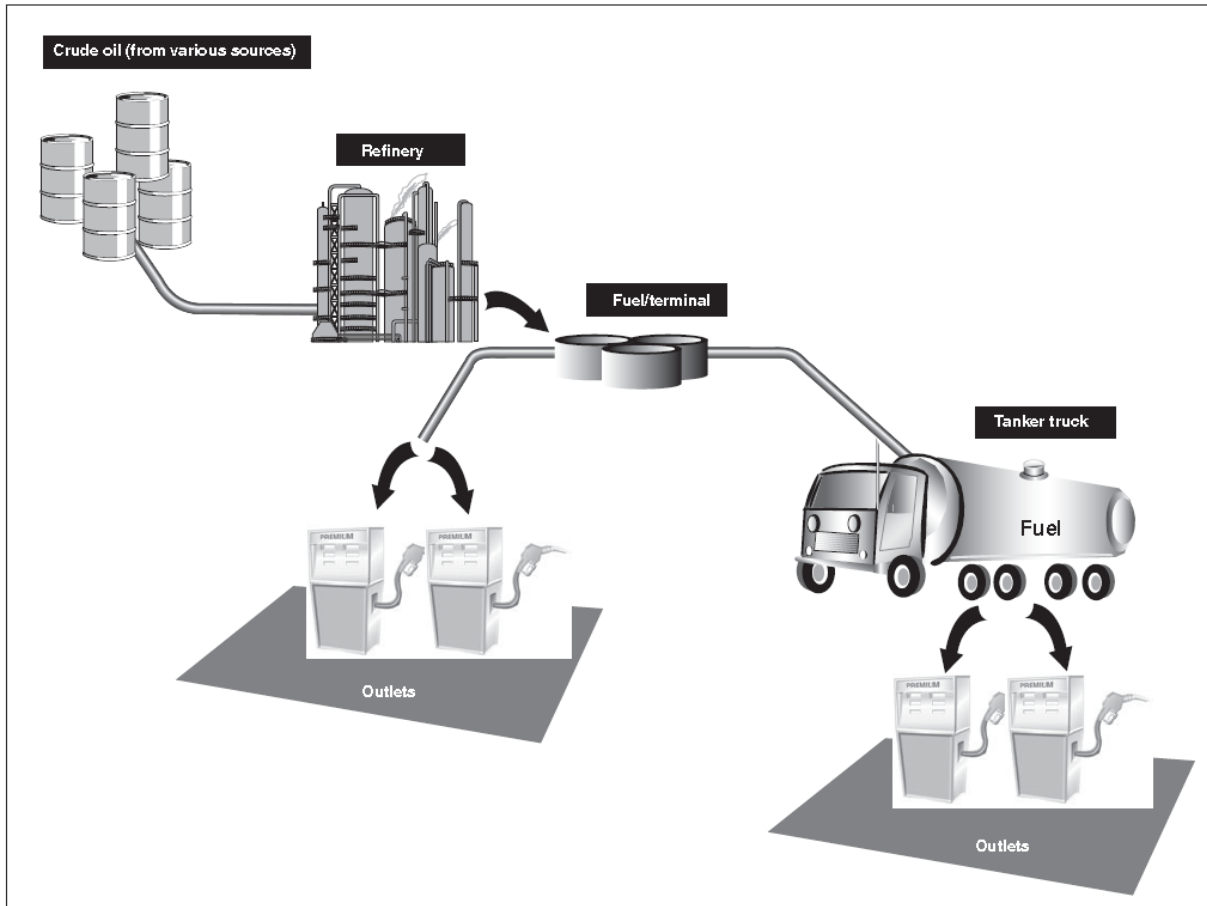 Crude oil (from various sources)
Refinery
Fuel/terminal
Tanker truck
Fuel
PREMIUM
PREMIUM
Outlets
PREMIUM
PREMIUM
Outlets